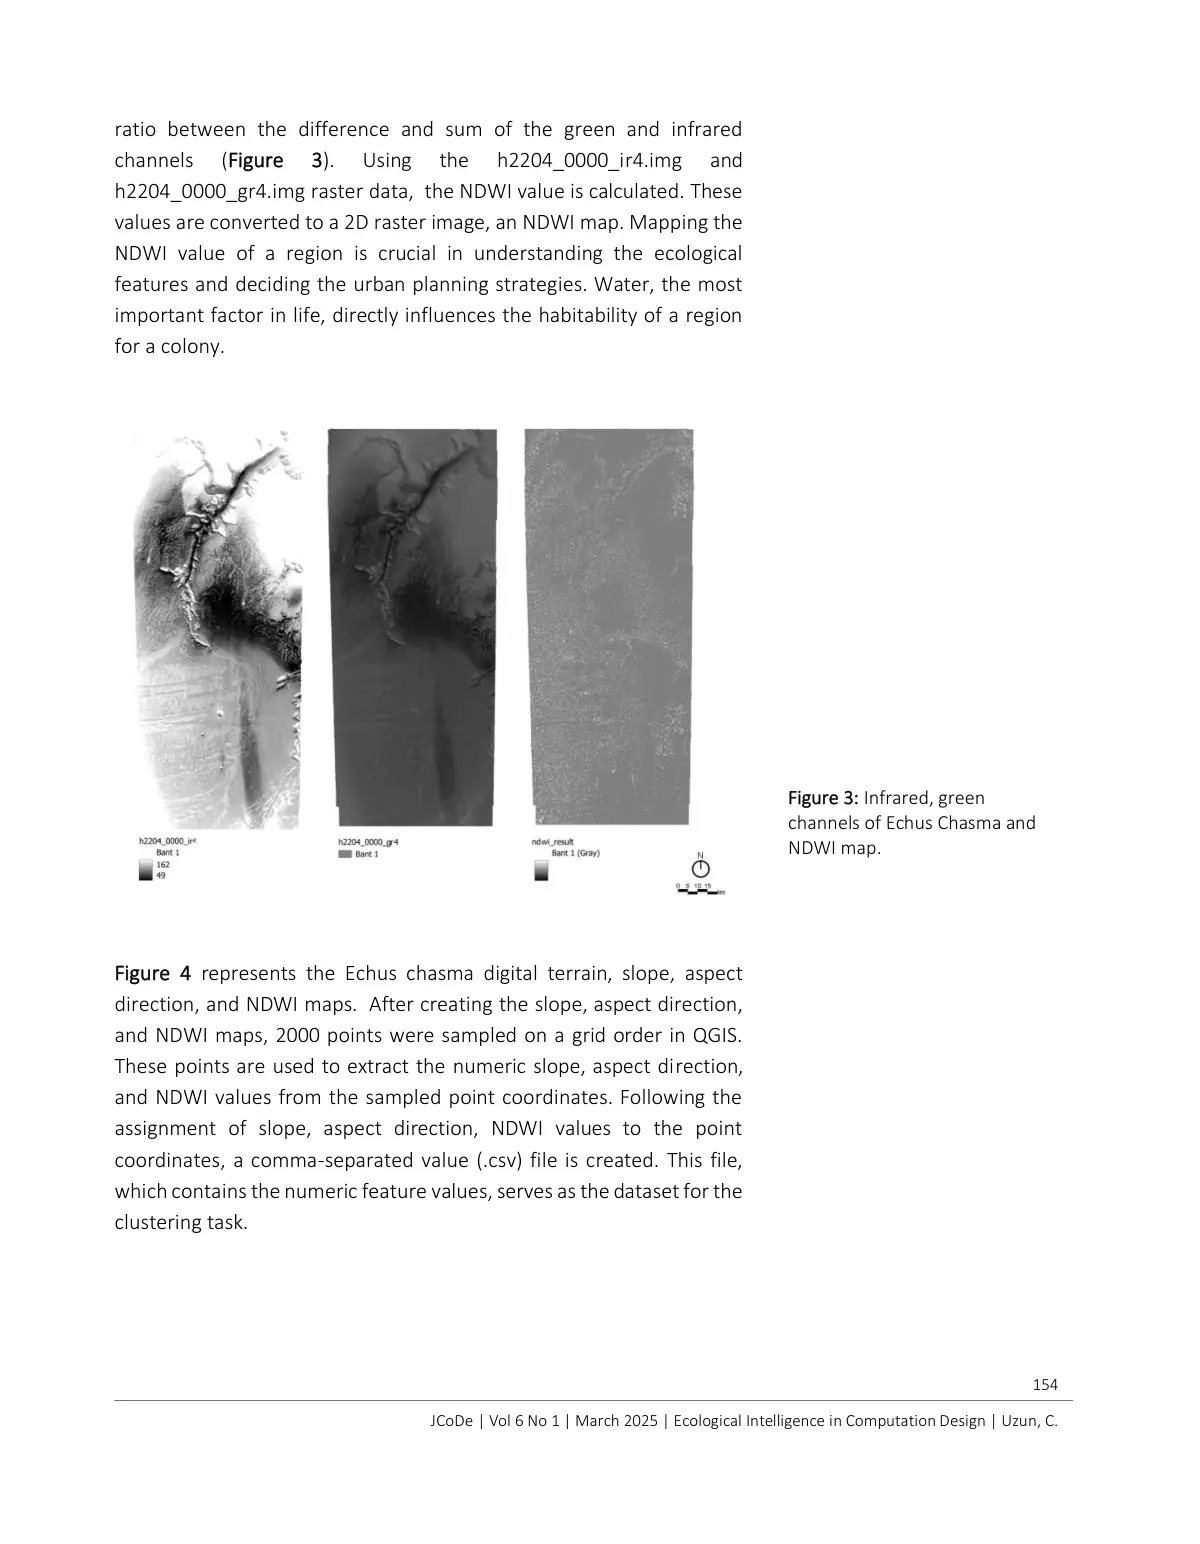 ratio between the difference and sum of the green and infrared
channels (Figure 3). Using the h2204_0000_ir4.img and
h2204_0000_gr4.img raster data, the NDWI value is calculated. These
values are converted to a 2D raster image, an NDWI map. Mapping the
NDWI value of a region is crucial in understanding the ecological
features and deciding the urban planning strategies. Water, the most
important factor in life, directly influences the habitability of a region
for a colony.
h2204_0000_ir4
Bant 1
162
49
h2204_0000_gr4
Bant 1
ndwi_result
Bant 1 (Gray)
N
0 5 10 15
km
Figure 3: Infrared, green
channels of Echus Chasma and
NDWI map.
Figure 4 represents the Echus chasma digital terrain, slope, aspect
direction, and NDWI maps. After creating the slope, aspect direction,
and NDWI maps, 2000 points were sampled on a grid order in QGIS.
These points are used to extract the numeric slope, aspect direction,
and NDWI values from the sampled point coordinates. Following the
assignment of slope, aspect direction, NDWI values to the point
coordinates, a comma-separated value (.csv) file is created. This file,
which contains the numeric feature values, serves as the dataset for the
clustering task.
154
JCoDe | Vol 6 No 1 | March 2025 | Ecological Intelligence in Computation Design | Uzun, C.